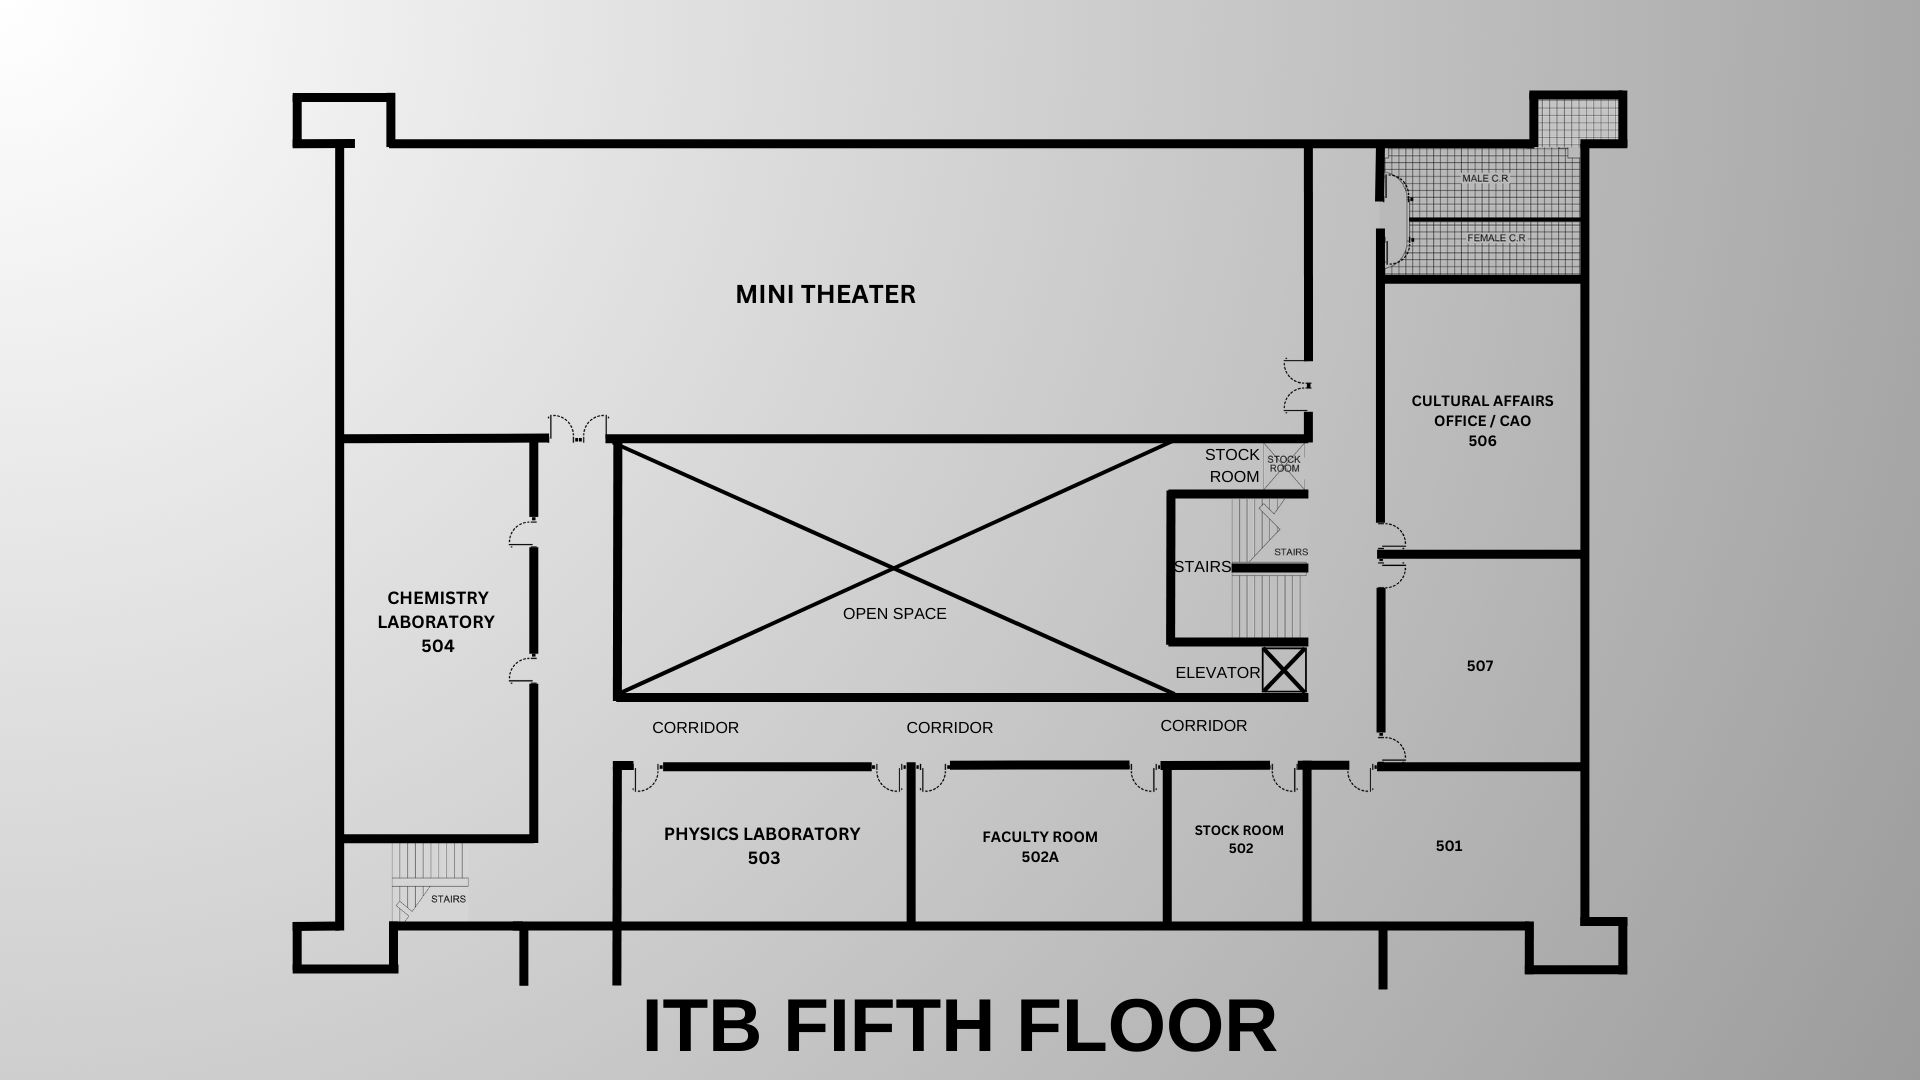 MALE C.R
FEMALE C.R
MINI THEATER
CULTURAL AFFAIRS
OFFICE / CAO
506
STOCK
ROOM
STOCK
ROOM
STAIRS
STAIRS
CHEMISTRY
LABORATORY
504
OPEN SPACE
507
ELEVATOR
CORRIDOR
CORRIDOR
CORRIDOR
PHYSICS LABORATORY
503
FACULTY ROOM
502A
STOCK ROOM
502
501
STAIRS
ITB FIFTH FLOOR